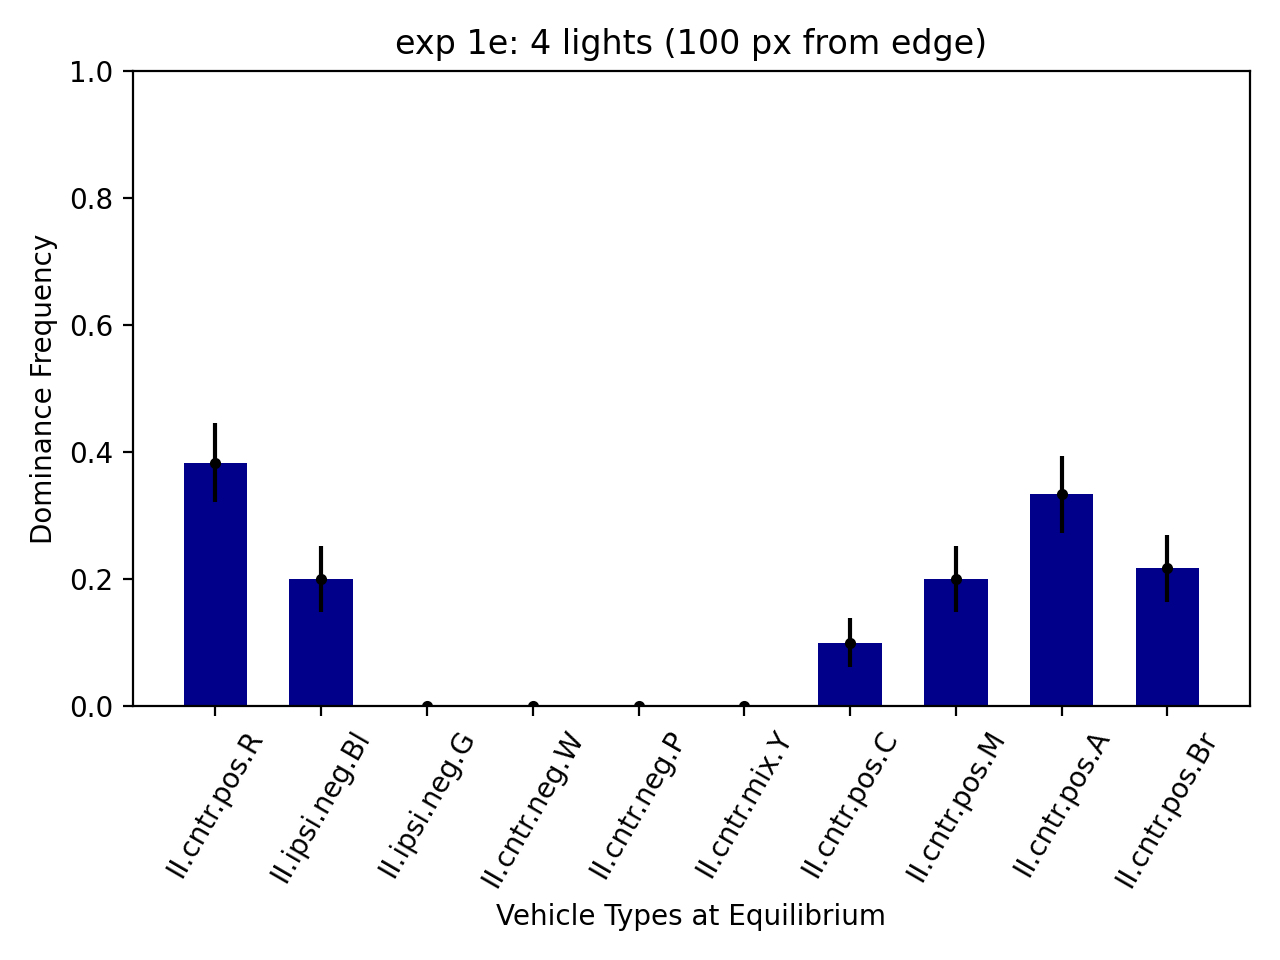 exp 1e: 4 lights (100 px from edge)
1.0
0.8
0.6
0.4
0.2
0.0
Dominance Frequency
II.cntr.pos.R
II.ipsi.neg.Bl
II.ipsi.neg.G
II.cntr.neg.W
II.cntr.neg.P
II.cntr.mix.Y
II.cntr.pos.C
II.cntr.pos.M
II.cntr.pos.A
II.cntr.pos.Br
Vehicle Types at Equilibrium